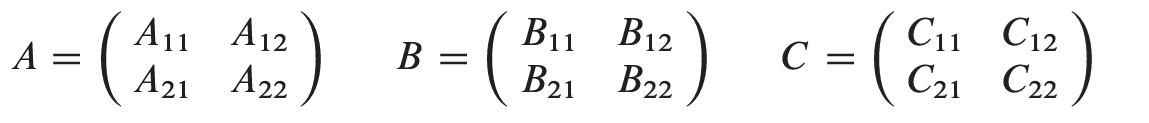 A = ( A₁₁ A₁₂ ) B = ( B₁₁ B₁₂ ) C = ( C₁₁ C₁₂ )
( A₂₁ A₂₂ ) ( B₂₁ B₂₂ ) ( C₂₁ C₂₂ )